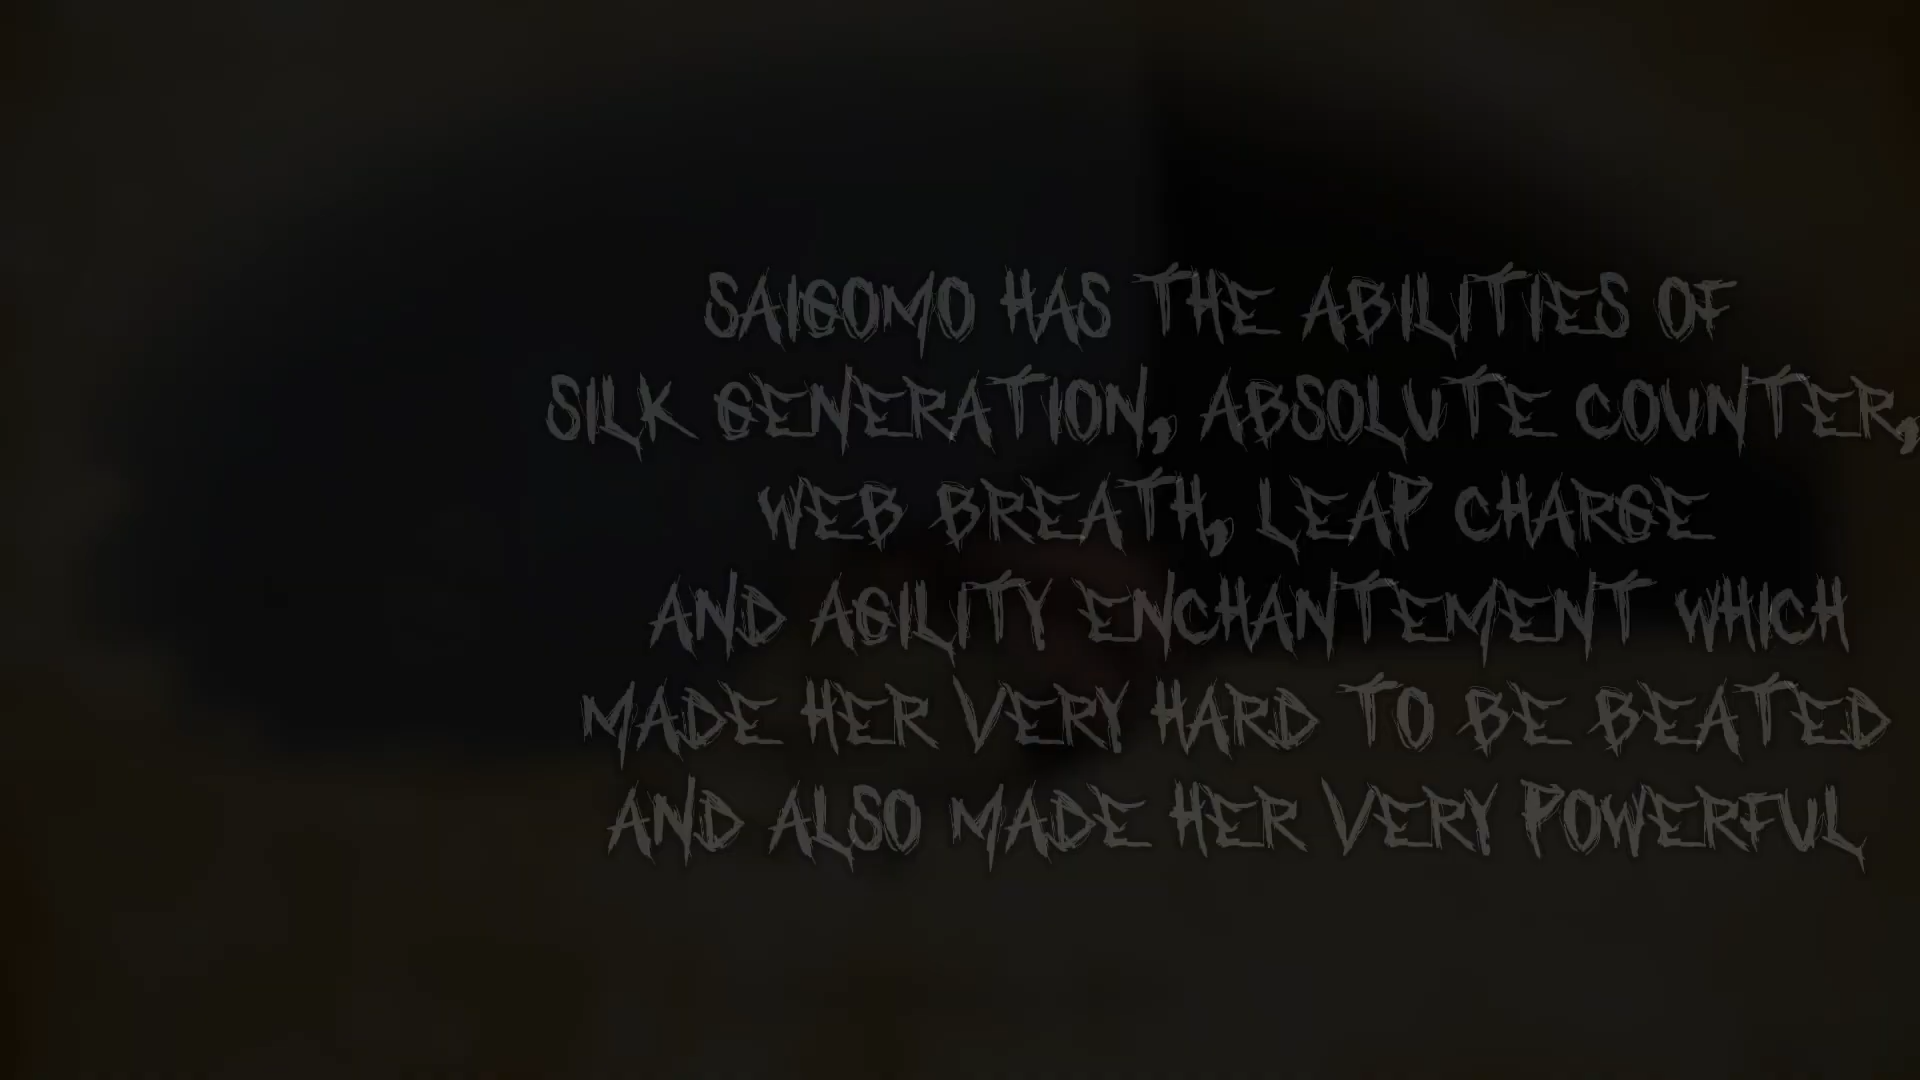 SAIGOMO HAS THE ABILITIES OF
SILK GENERATION, ABSOLUTE COUNTER,
WEB BREATH, LEAP CHARGE
AND AGILITY ENCHANTEMENT WHICH
MADE HER VERY HARD TO BE BEATED
AND ALSO MADE HER VERY POWERFUL